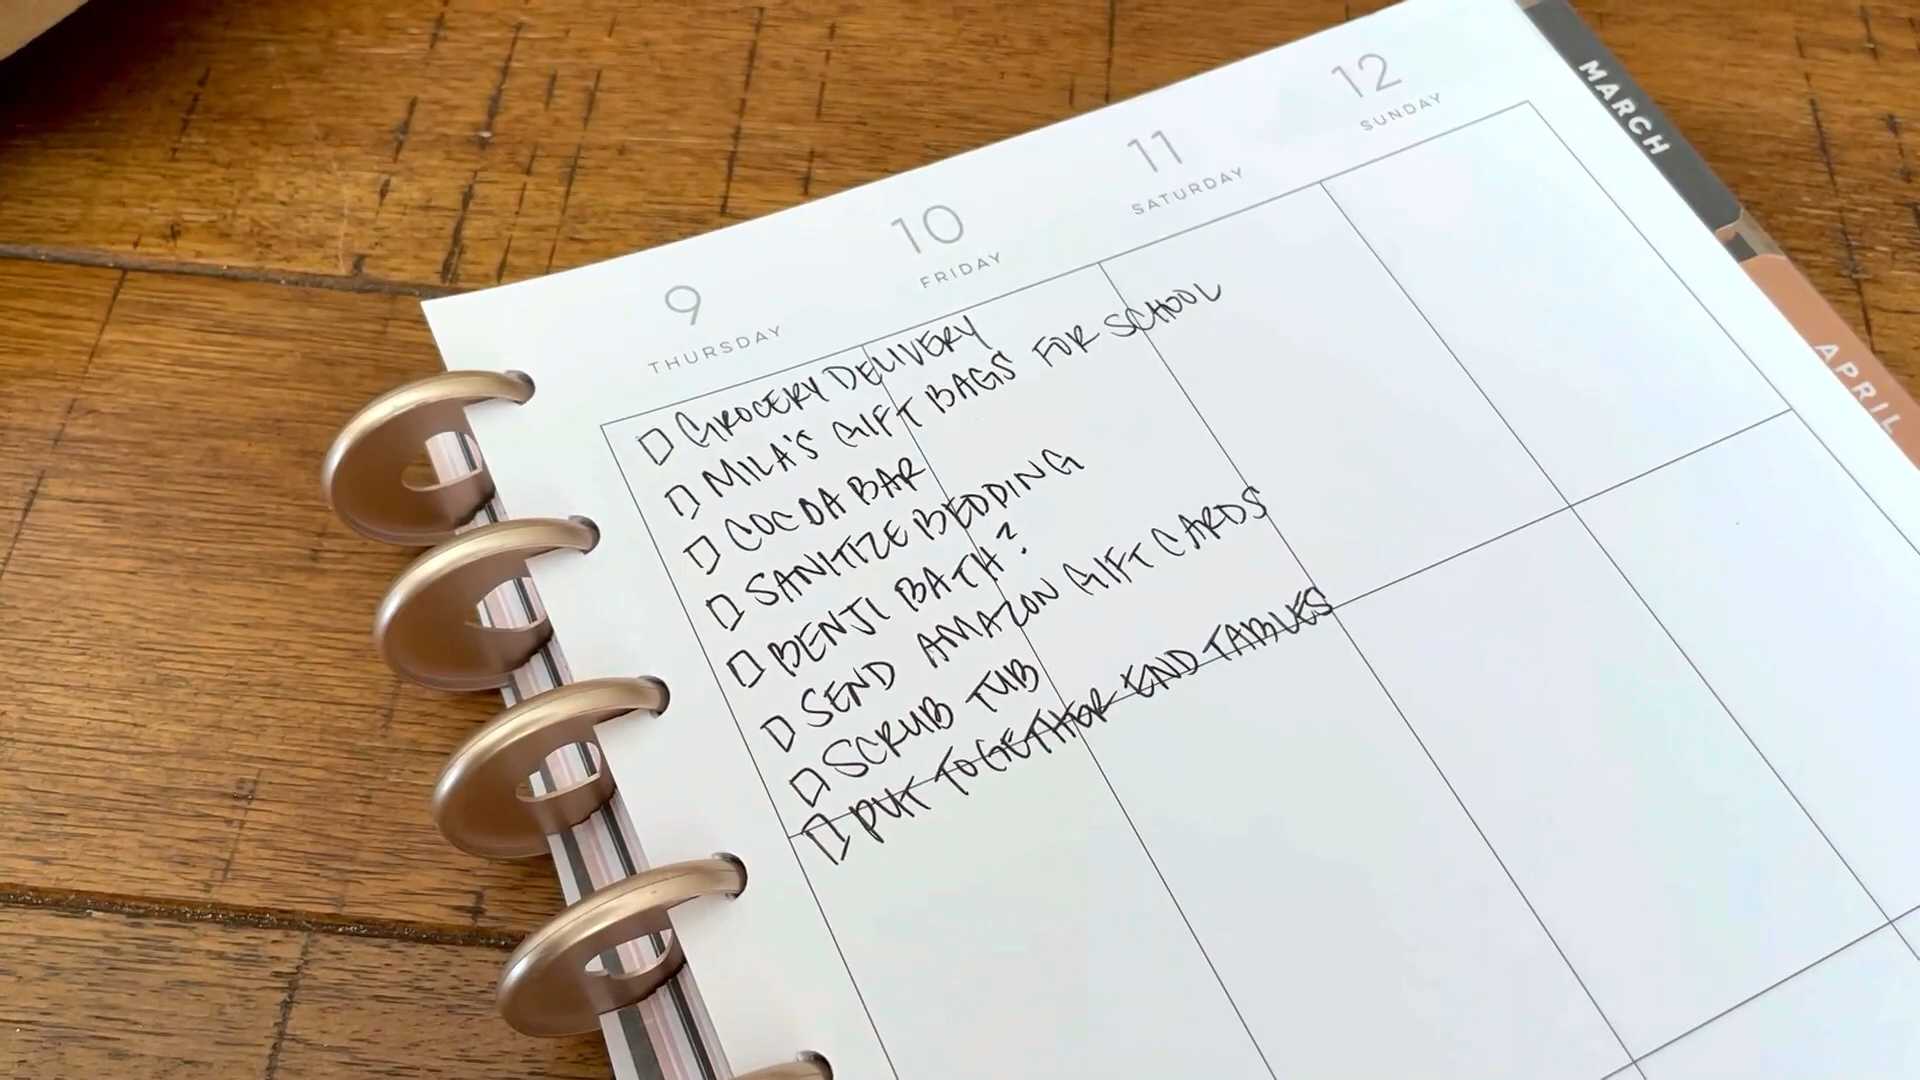 9
THURSDAY
10
FRIDAY
11
SATURDAY
12
SUNDAY
GROCERY DELIVERY
MILA'S GIFT BAGS FOR SCHOOL
COCOA BAR
SANITIZE BEDDING
BENJI BATH?
SEND AMAZON GIFT CARDS
SCRUB TUB
PUT TOGETHER END TABLES
MARCH
APRIL